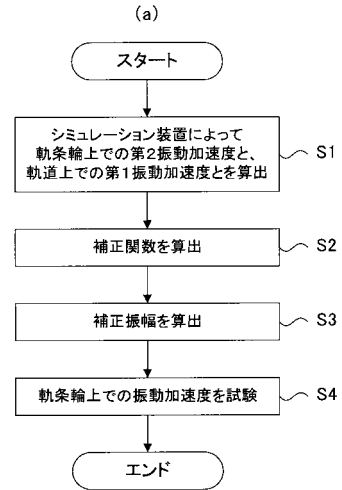 (a)
スタート
シミュレーション装置によって
軌条輪上での第2振動加速度と、
軌道上での第1振動加速度とを算出
S1
補正関数を算出
S2
補正振幅を算出
S3
軌条輪上での振動加速度を試験
S4
エンド